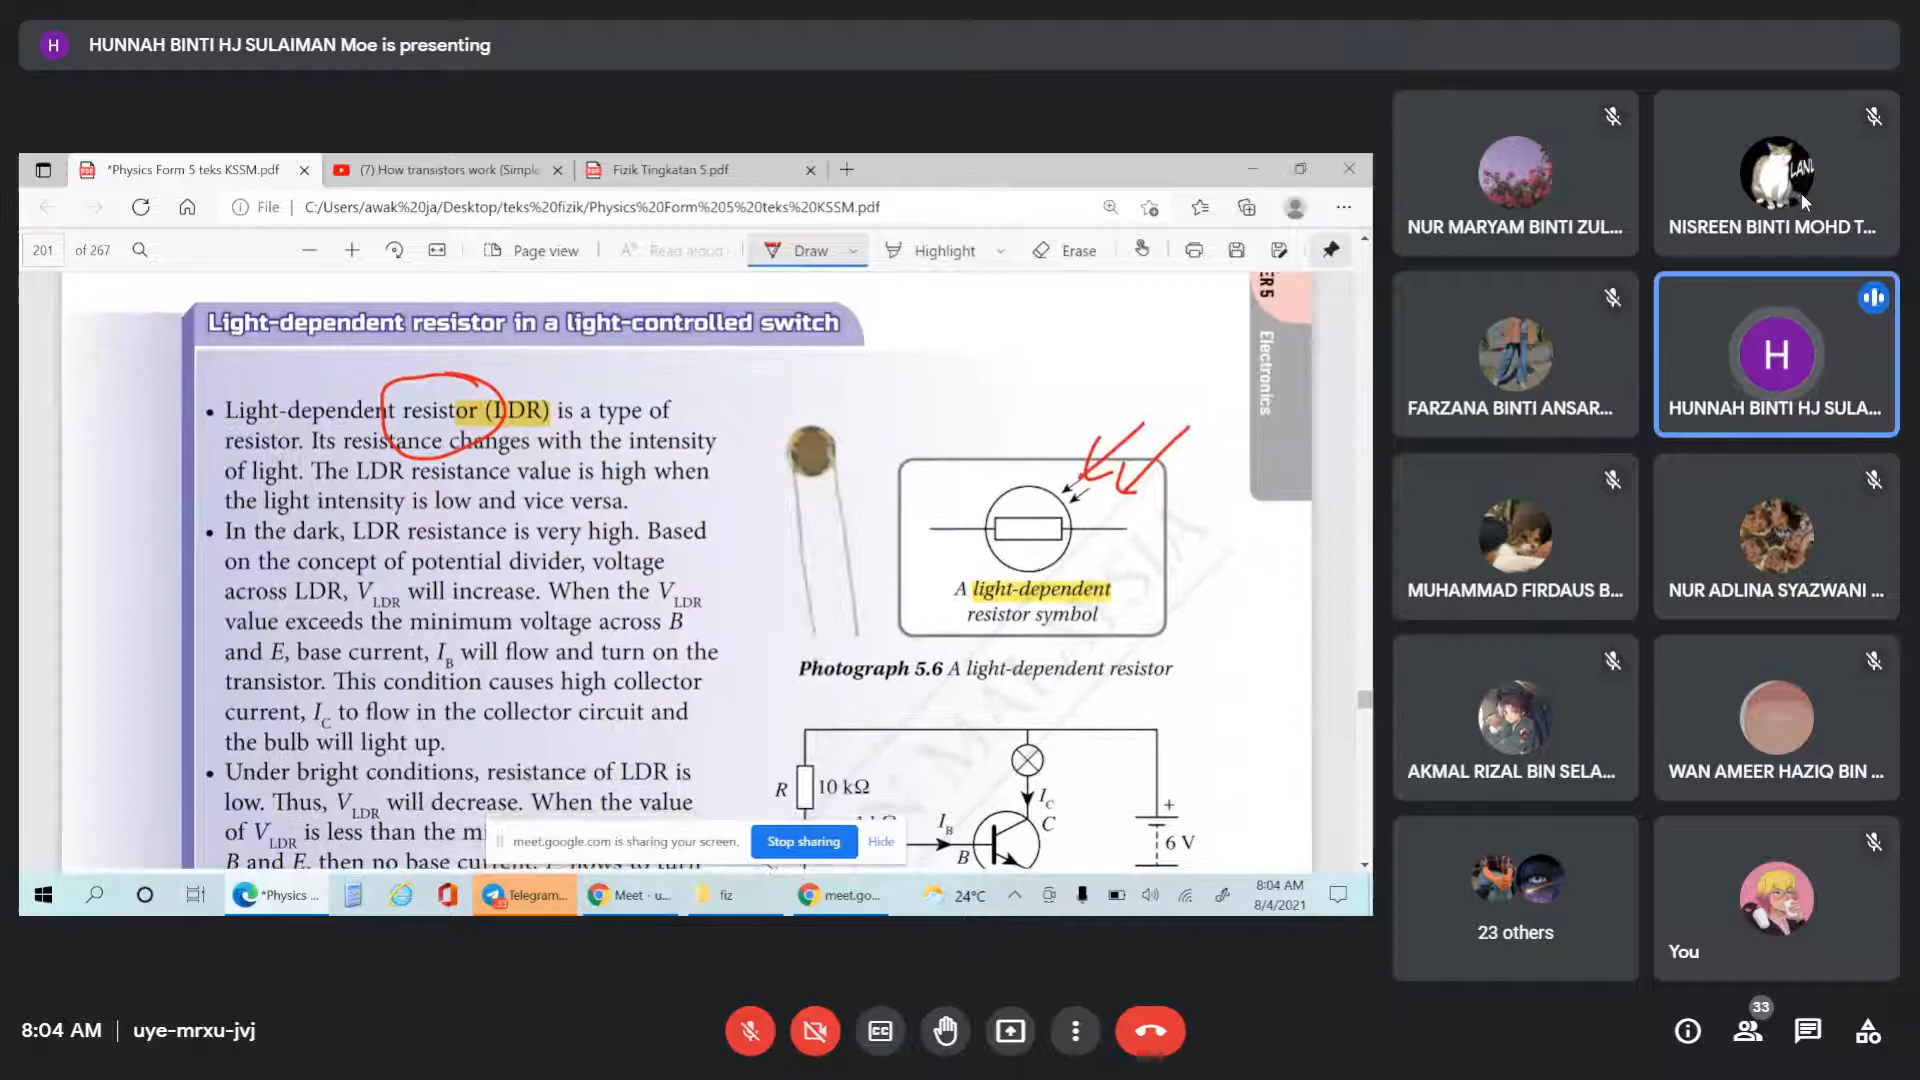 H HUNNAH BINTI HJ SULAIMAN Moe is presenting
*Physics Form 5 teks KSSM.pdf
(7) How transistors work (Simple
Fizik Tingkatan 5.pdf
File | C:/Users/awak%20ja/Desktop/teks%20fizik/Physics%20Form%205%20teks%20KSSM.pdf
201 of 267
Page view
Read aloud
Draw
Highlight
Erase
Light-dependent resistor in a light-controlled switch
• Light-dependent resistor (LDR) is a type of
resistor. Its resistance changes with the intensity
of light. The LDR resistance value is high when
the light intensity is low and vice versa.
• In the dark, LDR resistance is very high. Based
on the concept of potential divider, voltage
across LDR, VLDR will increase. When the VLDR
value exceeds the minimum voltage across B
and E, base current, IB will flow and turn on the
transistor. This condition causes high collector
current, IC to flow in the collector circuit and
the bulb will light up.
• Under bright conditions, resistance of LDR is
low. Thus, VLDR will decrease. When the value
of VLDR is less than the mi
B and E, then no base
A light-dependent
resistor symbol
Photograph 5.6 A light-dependent resistor
R 10 kΩ
IB
B
IC
C
+
6 V
ER 5
Electronics
meet.google.com is sharing your screen.
Stop sharing
Hide
*Physics ...
Telegram...
Meet - u...
fiz
meet.go...
24°C
8:04 AM
8/4/2021
NUR MARYAM BINTI ZUL...
LANL
NISREEN BINTI MOHD T...
FARZANA BINTI ANSAR...
H
HUNNAH BINTI HJ SULA...
MUHAMMAD FIRDAUS B...
NUR ADLINA SYAZWANI ...
AKMAL RIZAL BIN SELA...
WAN AMEER HAZIQ BIN ...
23 others
You
8:04 AM | uye-mrxu-jvj
CC
33